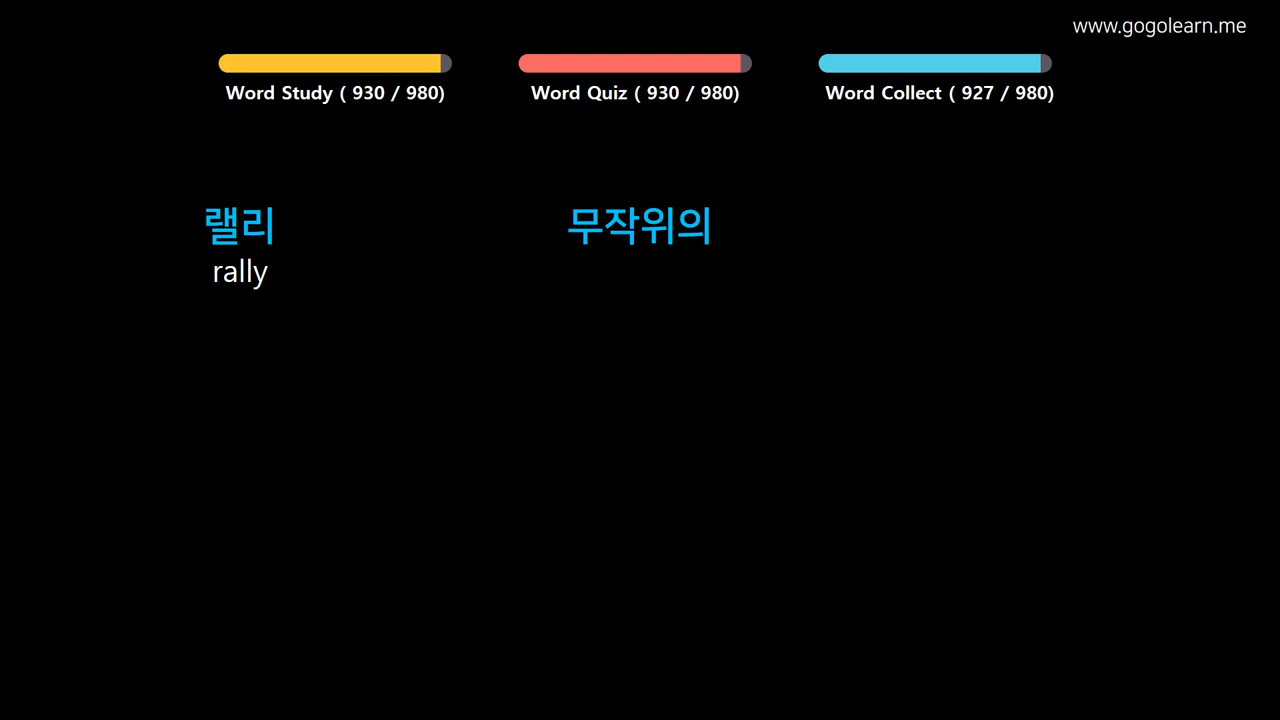 www.gogolearn.me
Word Study ( 930 / 980)
Word Quiz ( 930 / 980)
Word Collect ( 927 / 980)
랠리
rally
무작위의